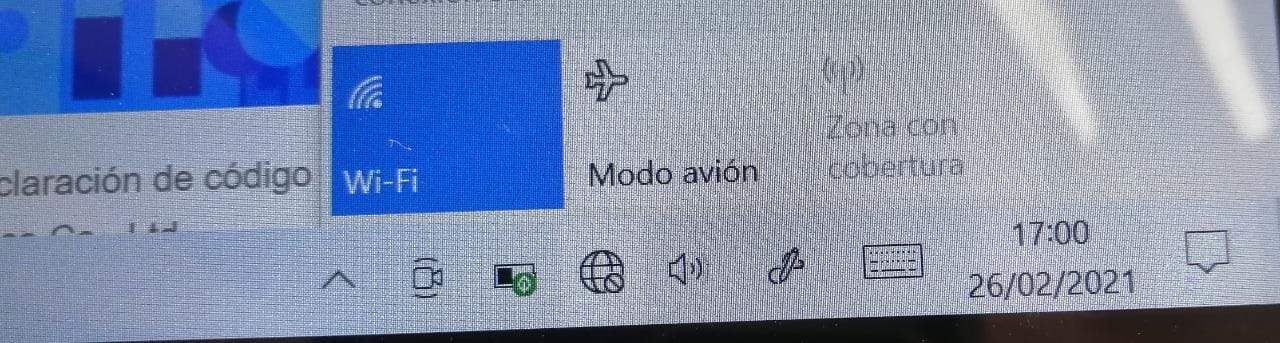 claración de código
Wi-Fi
Modo avión
Zona con
cobertura
17:00
26/02/2021